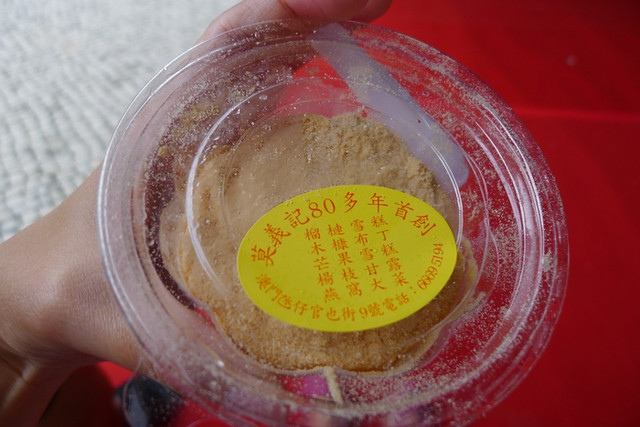 莫義記80多年首創
榴槤雪糕
木糠布丁
芒果雪糕
楊枝甘露
燕窩大菜
澳門氹仔官也街9號電話:66695194